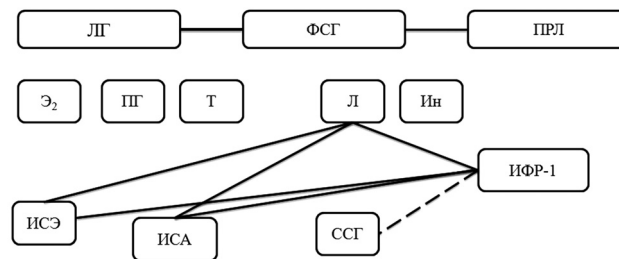 ЛГ ФСГ ПРЛ
Э₂ ПГ Т Л Ин
ИФР-1
ИСЭ ИСА ССГ